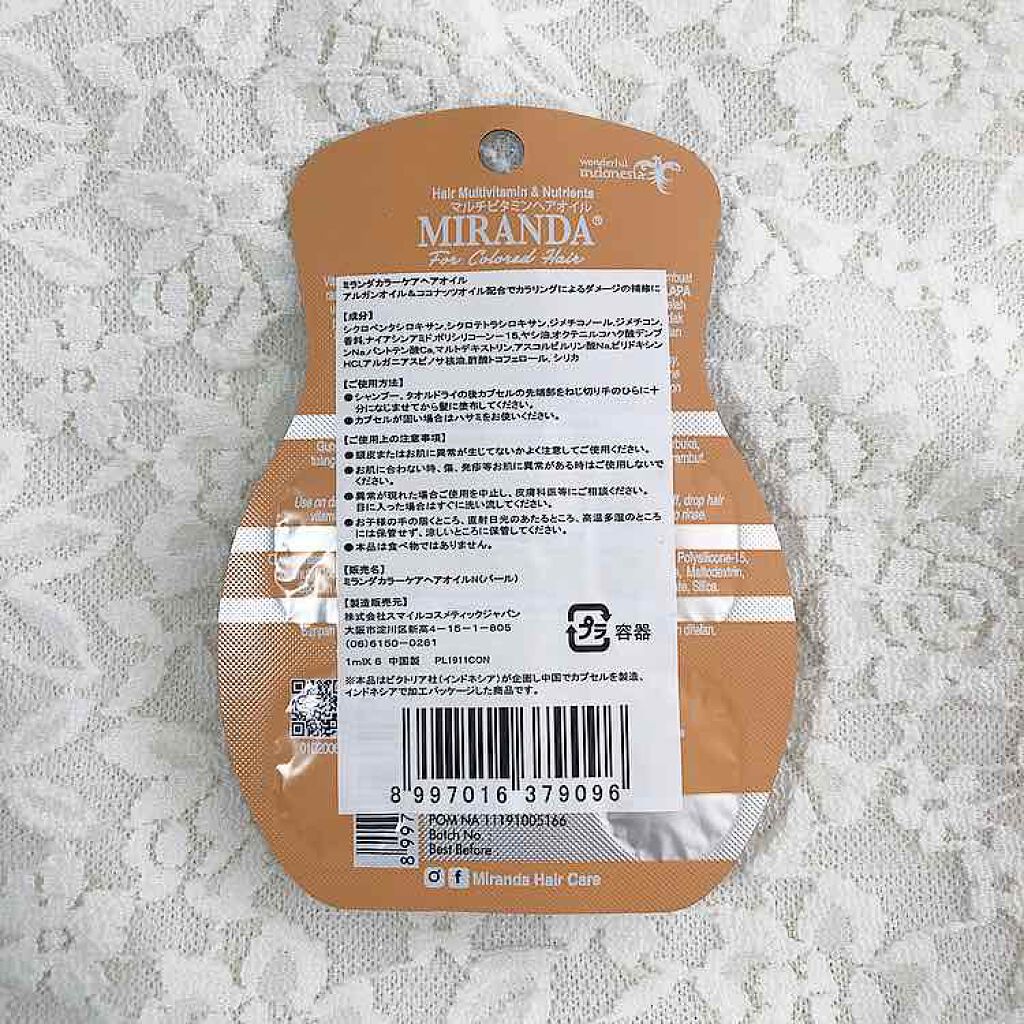 wonderful
indonesia
Hair Multivitamin & Nutrients
マルチビタミンヘアオイル
MIRANDA®
For Colored Hair
ミランダカラーケアヘアオイル
アルガンオイル&ココナッツオイル配合でカラリングによるダメージの補修に
【成分】
シクロペンタシロキサン,シクロテトラシロキサン,ジメチコノール,ジメチコン,
香料,ナイアシンアミド,ポリシリコーンー15,ヤシ油,オクテニルコハク酸デンプ
ンNa,パントテン酸Ca,マルトデキストリン,アスコルビルリン酸Na,ピリドキシン
HCl,アルガニアスピノサ核油,酢酸トコフェロール,シリカ
【ご使用方法】
●シャンプー、タオルドライの後カプセルの先端部をねじ切り手のひらに十
分になじませてから髪に塗布してください。
●カプセルが固い場合はハサミをお使いください。
【ご使用上の注意事項】
●頭皮またはお肌に異常が生じてないかよく注意してご使用ください。
●お肌に合わない時、傷、発疹等お肌に異常がある時はご使用しないで
ください。
●異常が現れた場合ご使用を中止し、皮膚科医等にご相談ください。
目に入った場合はすぐに洗い流してください。
●お子様の手の届くところ、直射日光のあたるところ、高温多湿のところ
には保管せず、涼しいところに保管してください。
●本品は食べ物ではありません。
【販売名】
ミランダカラーケアヘアオイルN(パール)
【製造販売元】
株式会社スマイルコスメティックジャパン
大阪市淀川区新高4-15-1-805
(06)6150-0261
プラ 容器
1mlX 6 中国製 PL1911CON
※本品はビクトリア社(インドネシア)が企画し中国でカプセルを製造、
インドネシアで加工パッケージした商品です。
8 997016 379096
Use on d
, drop hair
rinse.
Polysilicone-15,
Maltodextrin,
Silica.
8997
POM NA 11191005166
Batch No. :
Best Before :
Miranda Hair Care